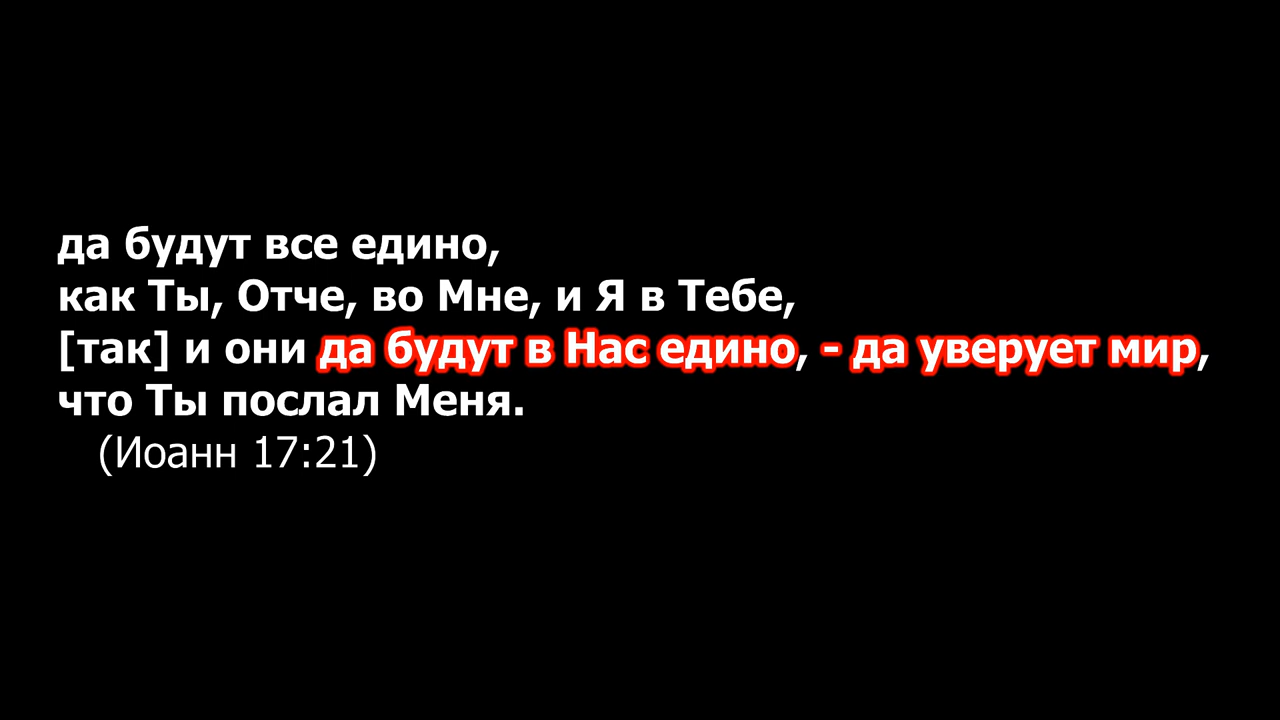 да будут все едино,
как Ты, Отче, во Мне, и Я в Тебе,
[так] и они да будут в Нас едино, - да уверует мир,
что Ты послал Меня.
(Иоанн 17:21)